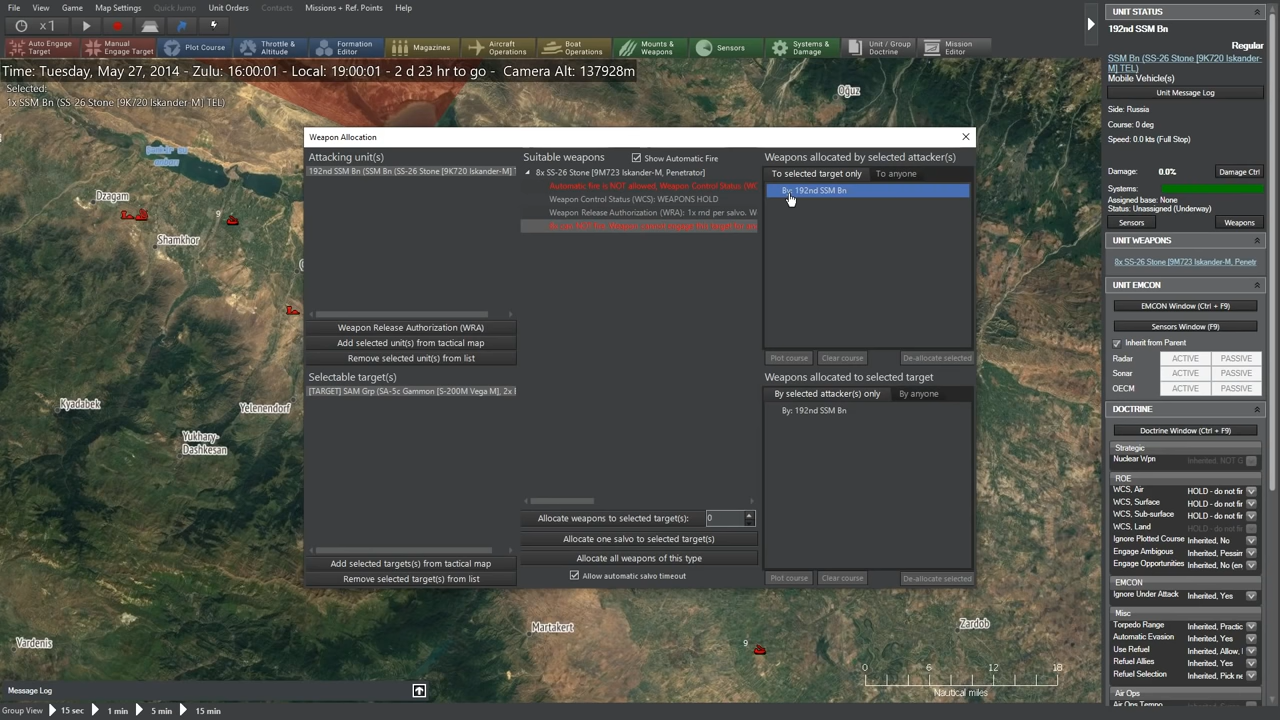 File View Game Map Settings Quick Jump Unit Orders Contacts Missions + Ref. Points Help
×1
Auto Engage Target
Manual Engage Target
Plot Course
Throttle & Altitude
Formation Editor
Magazines
Aircraft Operations
Boat Operations
Mounts & Weapons
Sensors
Systems & Damage
Unit / Group Doctrine
Mission Editor
Time: Tuesday, May 27, 2014 - Zulu: 16:00:01 - Local: 19:00:01 - 2 d 23 hr to go - Camera Alt: 137928m
Selected:
1x SSM Bn (SS-26 Stone [9K720 Iskander-M] TEL)
Oğuz
Dzagam
9
Shamkhor
Kyadabek
Yelenendorf
Yukhary-
Dashkesan
Vardenis
Martakert
Zardob
9
0 6 12 18
Nautical miles
Weapon Allocation
Attacking unit(s)
192nd SSM Bn (SSM Bn (SS-26 Stone [9K720 Iskander-M]
Weapon Release Authorization (WRA)
Add selected unit(s) from tactical map
Remove selected unit(s) from list
Selectable target(s)
[TARGET] SAM Grp (SA-5c Gammon [S-200M Vega M], 2x
Add selected targets(s) from tactical map
Remove selected target(s) from list
Suitable weapons
Show Automatic Fire
8x SS-26 Stone [9M723 Iskander-M, Penetrator]
Automatic fire is NOT allowed, Weapon Control Status (WC
Weapon Control Status (WCS): WEAPONS HOLD
Weapon Release Authorization (WRA): 1x rnd per salvo. W
Allocate weapons to selected target(s): 0
Allocate one salvo to selected target(s)
Allocate all weapons of this type
Allow automatic salvo timeout
Weapons allocated by selected attacker(s)
To selected target only To anyone
By: 192nd SSM Bn
Plot course Clear course De-allocate selected
Weapons allocated to selected target
By selected attacker(s) only By anyone
By: 192nd SSM Bn
Plot course Clear course De-allocate selected
UNIT STATUS
192nd SSM Bn
Regular
SSM Bn (SS-26 Stone [9K720 Iskander-M] TEL)
Mobile Vehicle(s)
Unit Message Log
Side: Russia
Course: 0 deg
Speed: 0.0 kts (Full Stop)
Damage: 0.0% Damage Ctrl
Systems:
Assigned base: None
Status: Unassigned (Underway)
Sensors Weapons
UNIT WEAPONS
8x SS-26 Stone [9M723 Iskander-M, Penetr
UNIT EMCON
EMCON Window (Ctrl + F9)
Sensors Window (F9)
Inherit from Parent
Radar ACTIVE PASSIVE
Sonar ACTIVE PASSIVE
OECM ACTIVE PASSIVE
DOCTRINE
Doctrine Window (Ctrl + F9)
Strategic
Nuclear Wpn Inherited, NOT G
ROE
WCS, Air HOLD - do not fir
WCS, Surface HOLD - do not fir
WCS, Sub-surface HOLD - do not fir
WCS, Land HOLD - do not fir
Ignore Plotted Course Inherited, No
Engage Ambiguous Inherited, Pessim
Engage Opportunities Inherited, No (en
EMCON
Ignore Under Attack Inherited, Yes
Misc
Torpedo Range Inherited, Practic
Automatic Evasion Inherited, Yes
Use Refuel Inherited, Allow,
Refuel Allies Inherited, Yes
Refuel Selection Inherited, Pick ne
Air Ops
Message Log
Group View 15 sec 1 min 5 min 15 min